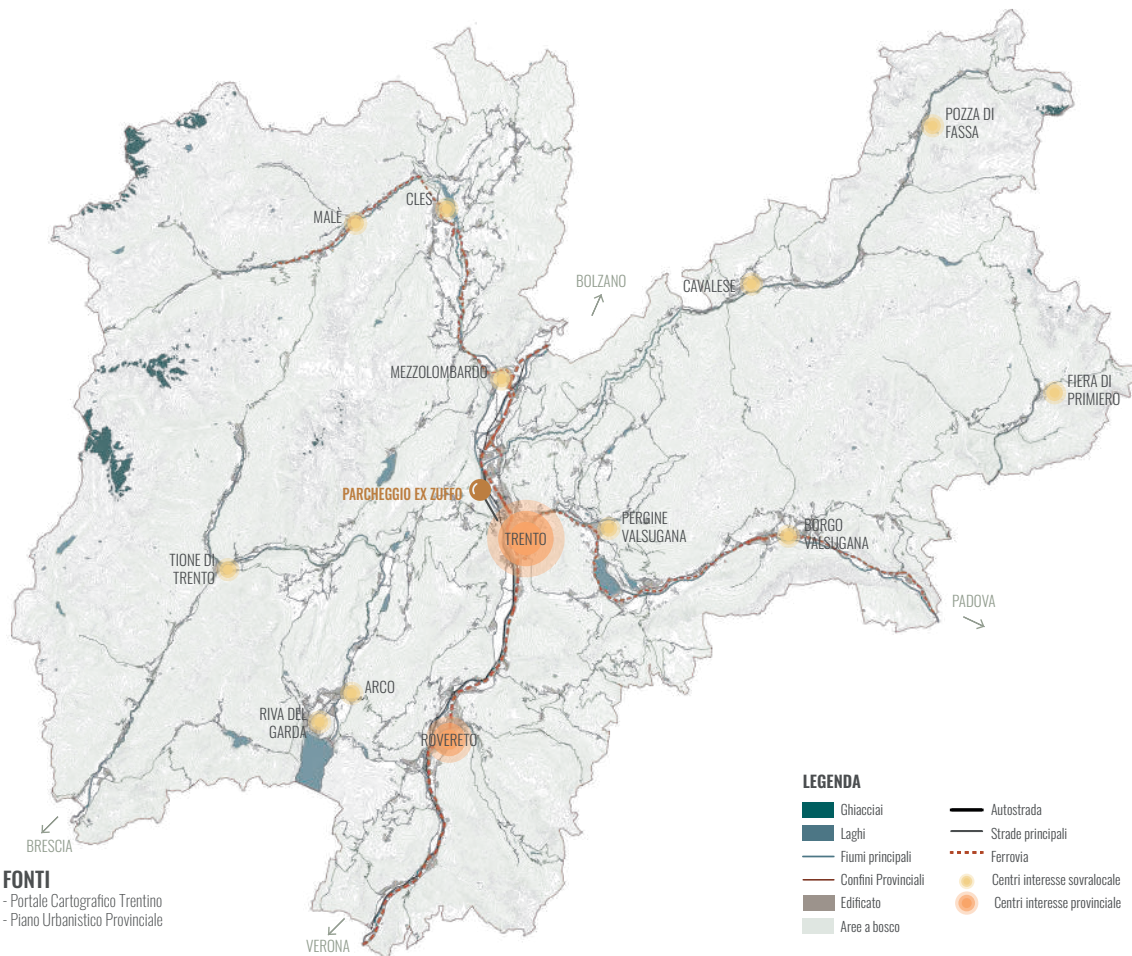 POZZA DI
FASSA
CLES
MALÈ
BOLZANO
CAVALESE
MEZZOLOMBARDO
FIERA DI
PRIMIERO
PARCHEGGIO EX ZUFFO
PERGINE
VALSUGANA
BORGO
VALSUGANA
TRENTO
TIONE DI
TRENTO
PADOVA
ARCO
RIVA DEL
GARDA
ROVERETO
BRESCIA
VERONA
FONTI
- Portale Cartografico Trentino
- Piano Urbanistico Provinciale
LEGENDA
Ghiacciai
Laghi
Fiumi principali
Confini Provinciali
Edificato
Aree a bosco
Autostrada
Strade principali
Ferrovia
Centri interesse sovralocale
Centri interesse provinciale